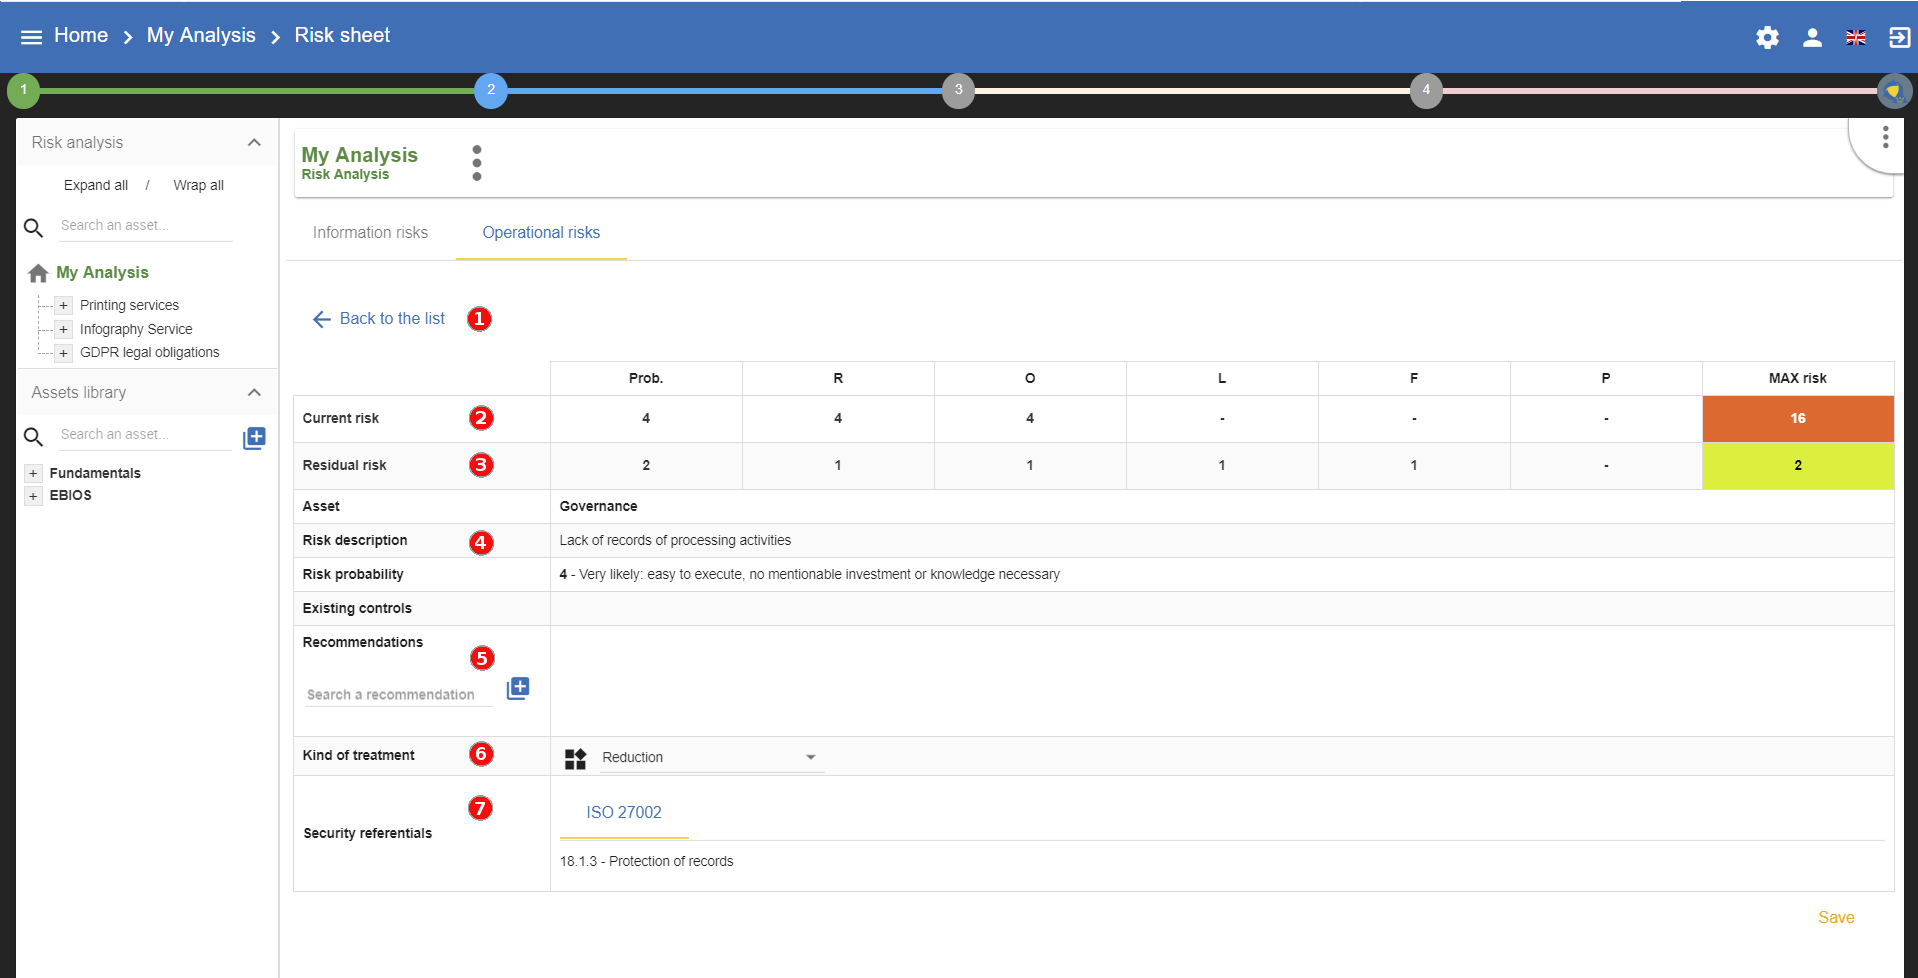 Home > My Analysis > Risk sheet
1 2 3 4
Risk analysis
Expand all / Wrap all
Search an asset...
My Analysis
+ Printing services
+ Infography Service
+ GDPR legal obligations
Assets library
Search an asset...
+ Fundamentals
+ EBIOS
My Analysis
Risk Analysis
Information risks Operational risks
Back to the list 1
Prob. R O L F P MAX risk
Current risk 2 4 4 4 - - - 16
Residual risk 3 2 1 1 1 1 - 2
Asset Governance
Risk description 4 Lack of records of processing activities
Risk probability 4 - Very likely: easy to execute, no mentionable investment or knowledge necessary
Existing controls
Recommendations
5
Search a recommendation
Kind of treatment 6 Reduction
7 ISO 27002
Security referentials
18.1.3 - Protection of records
Save